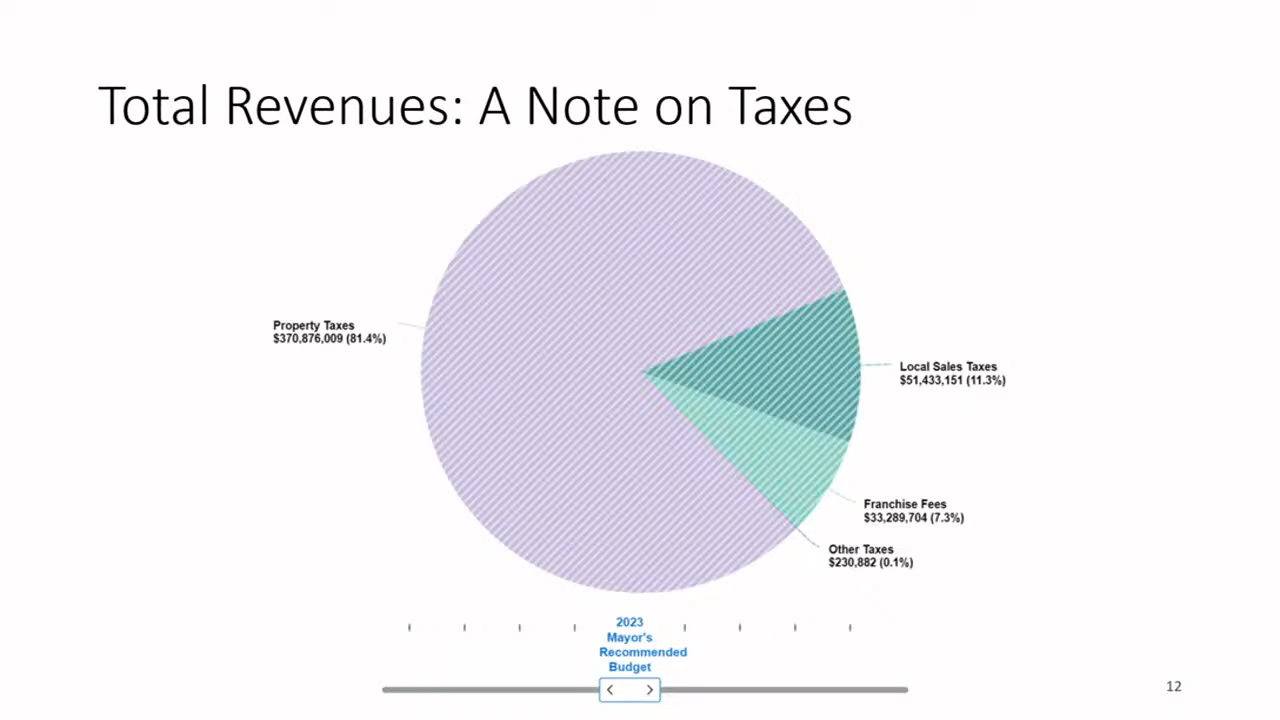 Total Revenues: A Note on Taxes
Property Taxes
$370,876,009 (81.4%)
Local Sales Taxes
$51,433,151 (11.3%)
Franchise Fees
$33,289,704 (7.3%)
Other Taxes
$230,882 (0.1%)
2023
Mayor's
Recommended
Budget
12